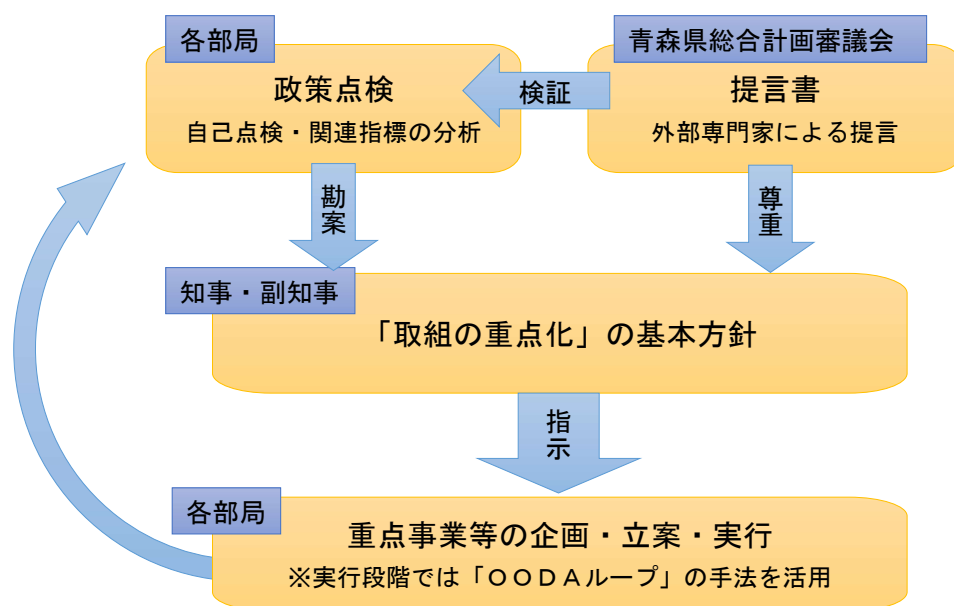 各部局
政策点検
自己点検・関連指標の分析
検証
青森県総合計画審議会
提言書
外部専門家による提言
勘案
尊重
知事・副知事
「取組の重点化」の基本方針
指示
各部局
重点事業等の企画・立案・実行
※実行段階では「ＯＯＤＡループ」の手法を活用